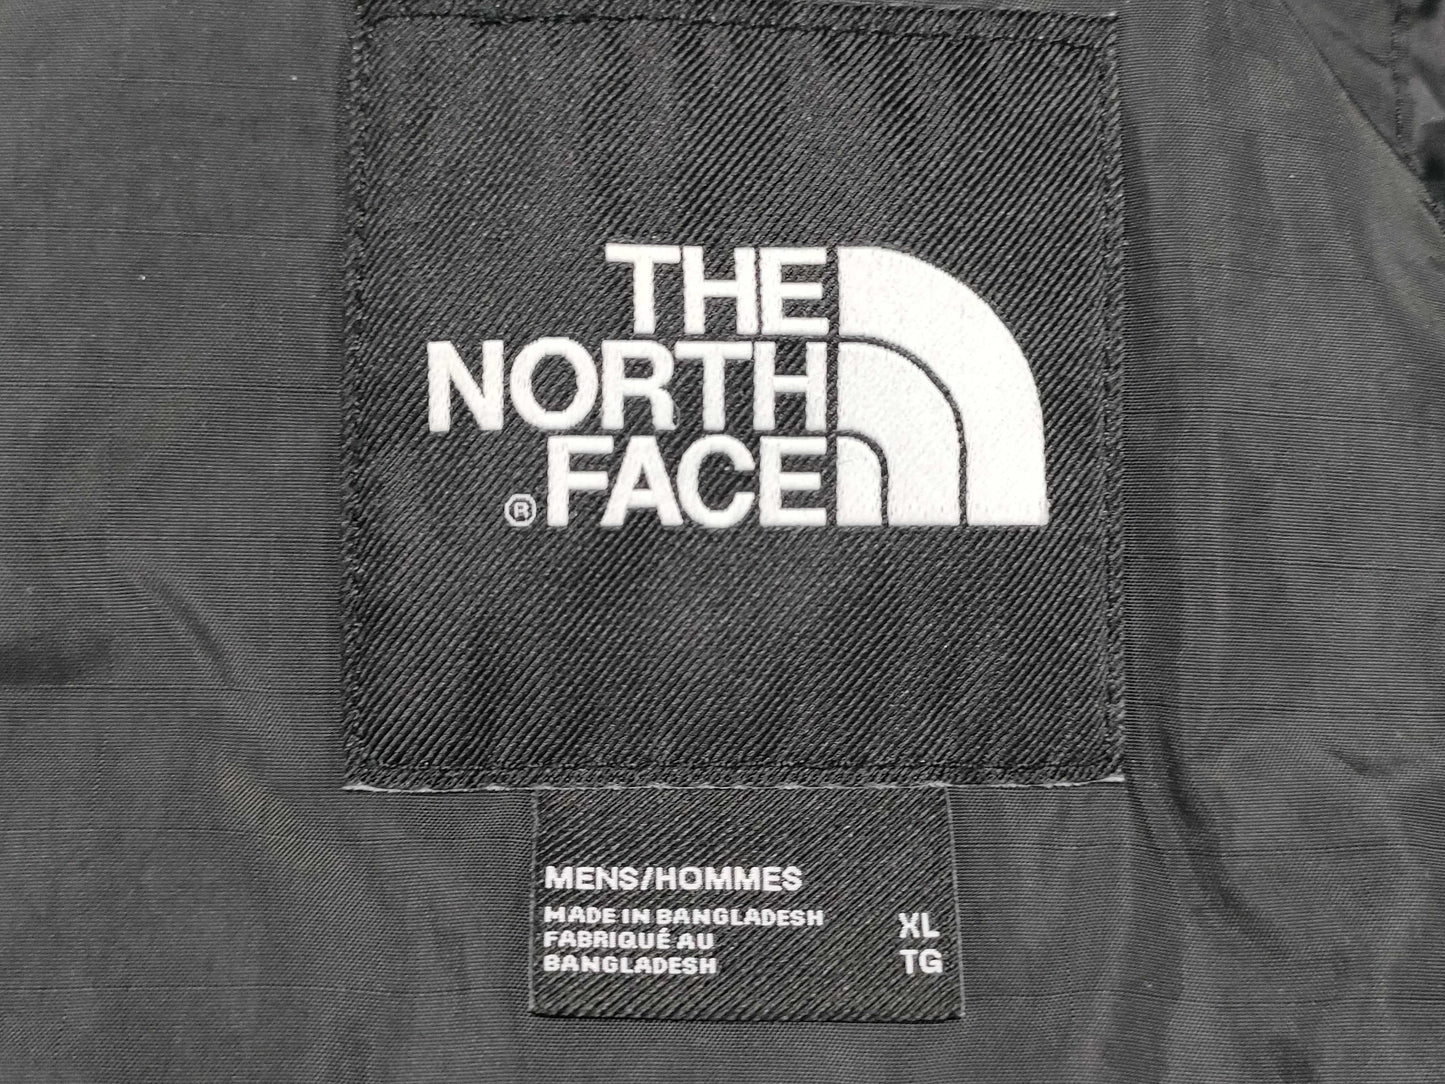 THE
NORTH
® FACE
MENS/HOMMES
MADE IN BANGLADESH
FABRIQUÉ AU
BANGLADESH
XL
TG